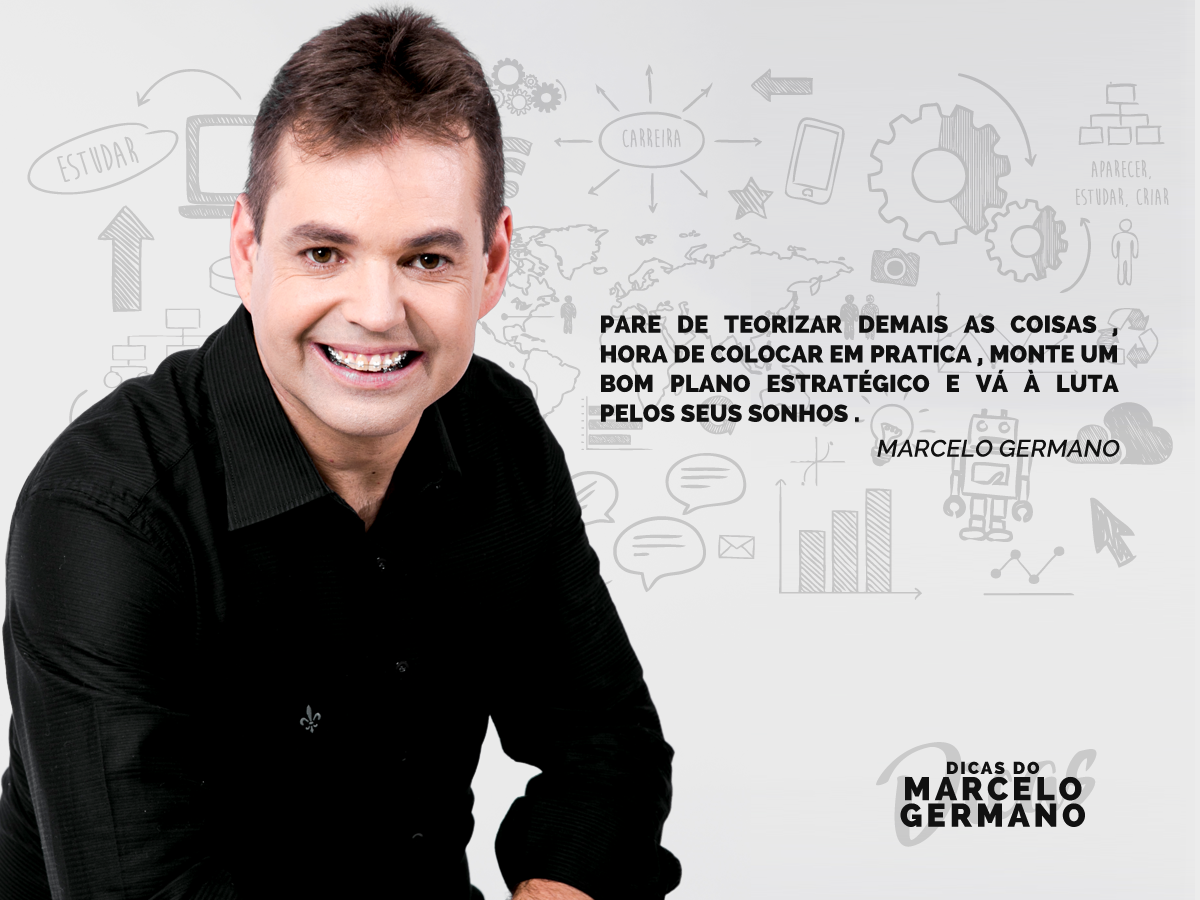 ESTUDAR
CARREIRA
APARECER,
ESTUDAR, CRIAR
PARE DE TEORIZAR DEMAIS AS COISAS ,
HORA DE COLOCAR EM PRATICA , MONTE UM
BOM PLANO ESTRATÉGICO E VÁ À LUTA
PELOS SEUS SONHOS .
MARCELO GERMANO
Dicas
DICAS DO
MARCELO
GERMANO